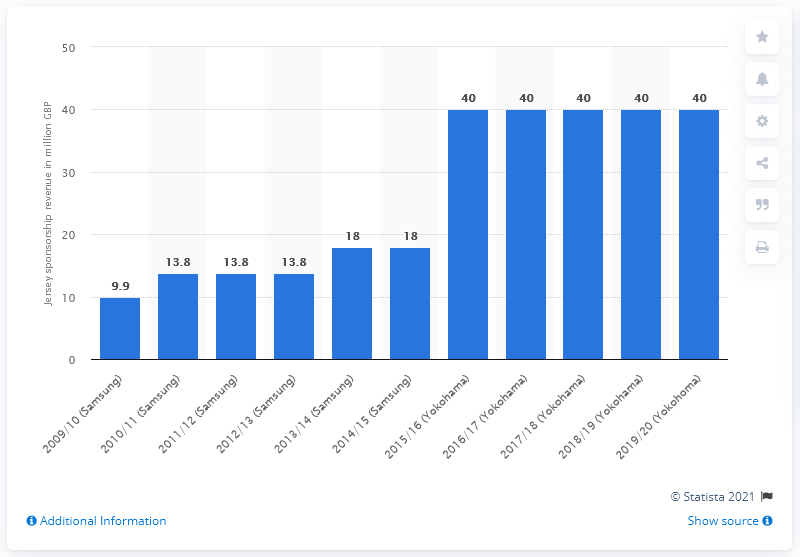 Jersey sponsorship revenue in million GBP
50
40
30
20
10
0
9.9
13.8
13.8
13.8
18
18
40
40
40
40
40
2009/10 (Samsung)
2010/11 (Samsung)
2011/12 (Samsung)
2012/13 (Samsung)
2013/14 (Samsung)
2014/15 (Samsung)
2015/16 (Yokohama)
2016/17 (Yokohama)
2017/18 (Yokohama)
2018/19 (Yokohama)
2019/20 (Yokohoma)
© Statista 2021
Additional Information
Show source